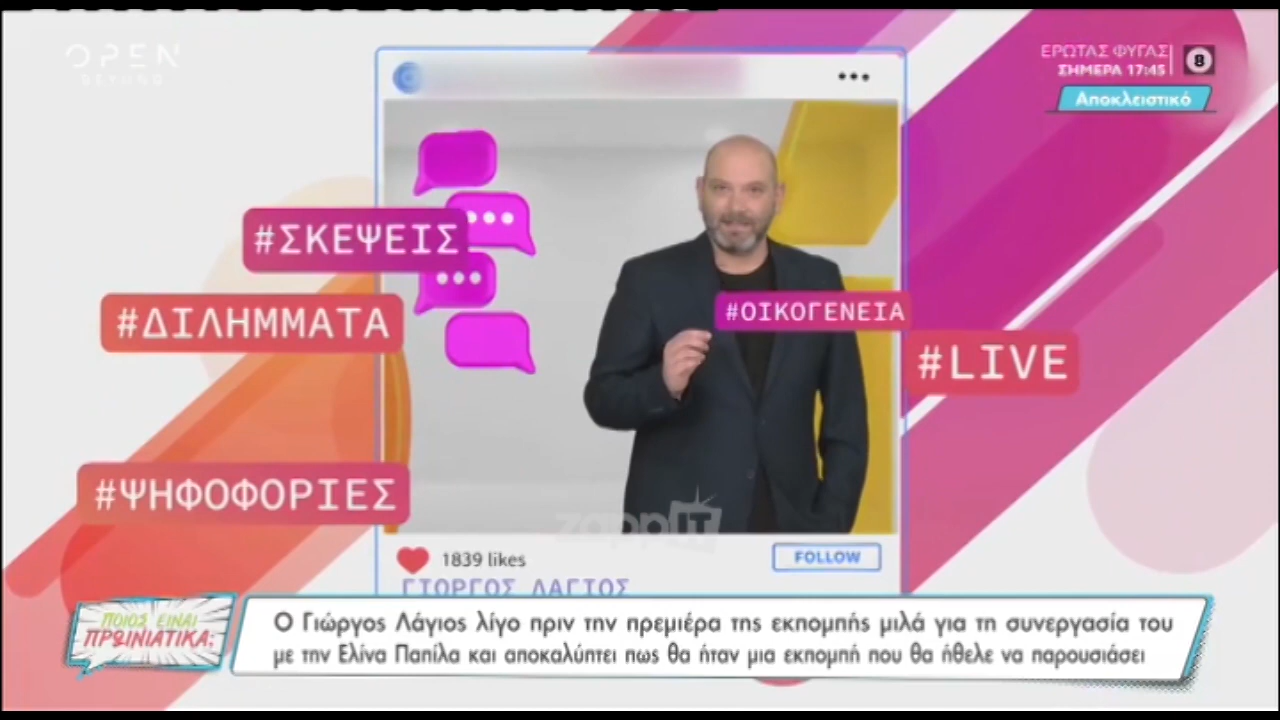 OPEN
BEYOND
ΕΡΩΤΑΣ ΦΥΓΑΣ
ΣΗΜΕΡΑ 17:45
8
Αποκλειστικό
#ΣΚΕΨΕΙΣ
#ΔΙΛΗΜΜΑΤΑ
#ΟΙΚΟΓΕΝΕΙΑ
#LIVE
#ΨΗΦΟΦΟΡΙΕΣ
zappIT
1839 likes
FOLLOW
ΓΙΩΡΓΟΣ ΛΑΓΙΟΣ
ΠΟΙΟΣ ΕΙΝΑΙ
ΠΡΩΙΝΙΑΤΙΚΑ;
Ο Γιώργος Λάγιος λίγο πριν την πρεμιέρα της εκπομπής μιλά για τη συνεργασία του
με την Ελίνα Παπίλα και αποκαλύπτει πως θα ήταν μια εκπομπή που θα ήθελε να παρουσιάσει